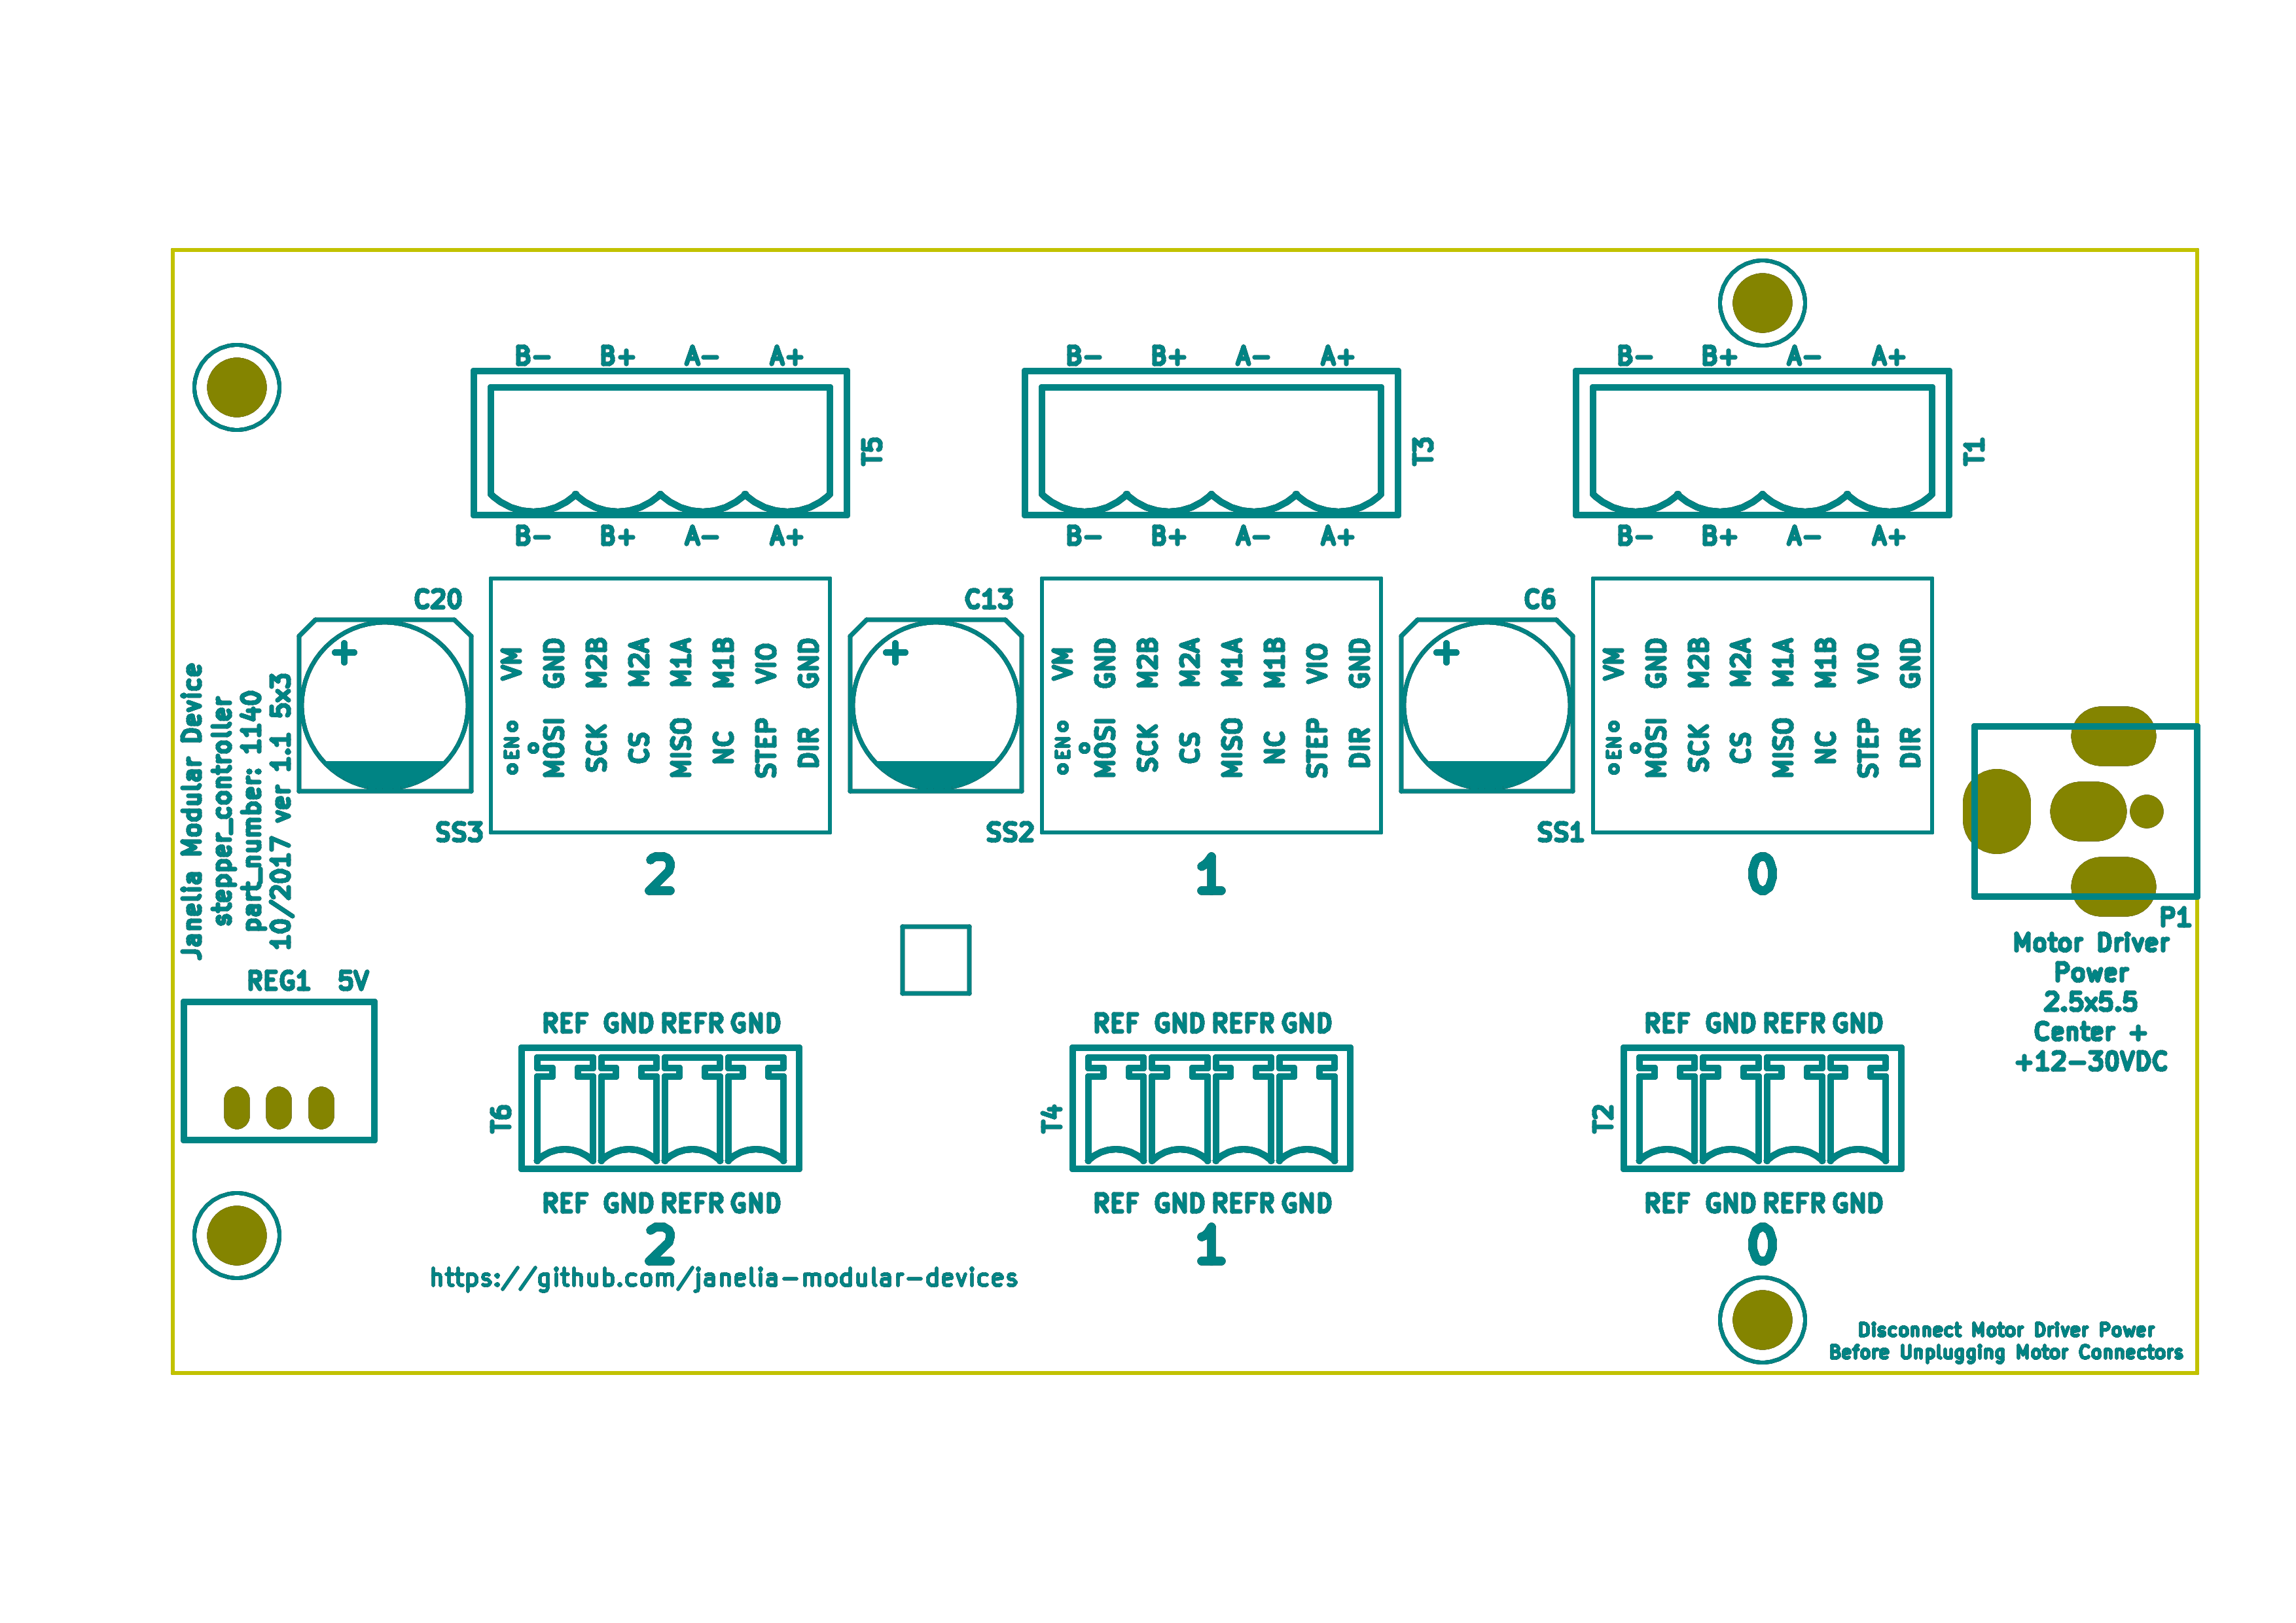 B- B+ A- A+
B- B+ A- A+
B- B+ A- A+
T5
T3
T1
B- B+ A- A+
B- B+ A- A+
B- B+ A- A+
C20
C13
C6
+
VM GND M2B M2A M1A M1B VIO GND
EN MOSI SCK CS MISO NC STEP DIR
+
VM GND M2B M2A M1A M1B VIO GND
EN MOSI SCK CS MISO NC STEP DIR
+
VM GND M2B M2A M1A M1B VIO GND
EN MOSI SCK CS MISO NC STEP DIR
SS3
SS2
SS1
2
1
0
Janelia Modular Device
stepper_controller
part_number: 1140
10/2017 ver 1.1 5x3
P1
Motor Driver
Power
2.5x5.5
Center +
+12-30VDC
REG1 5V
REF GND REFR GND
REF GND REFR GND
REF GND REFR GND
T6
T4
T2
REF GND REFR GND
REF GND REFR GND
REF GND REFR GND
2
1
0
https://github.com/janelia-modular-devices
Disconnect Motor Driver Power
Before Unplugging Motor Connectors